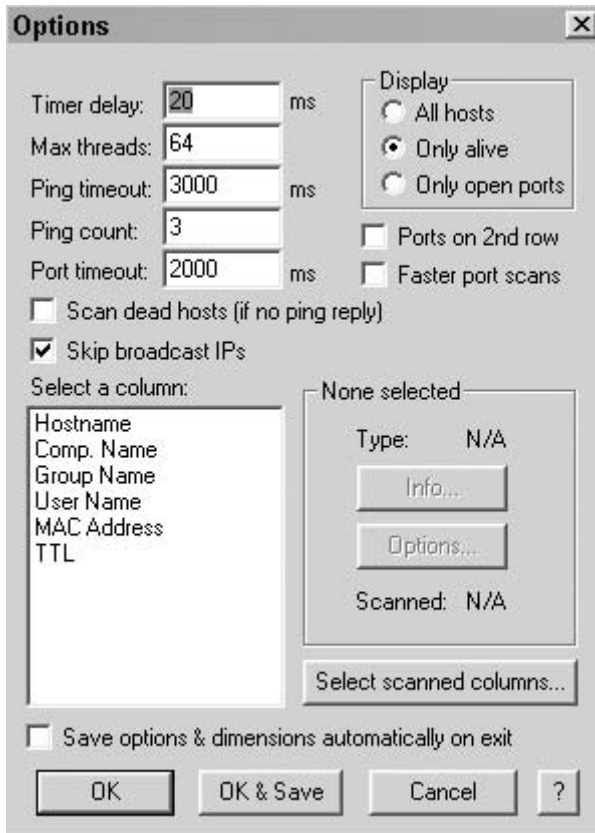 Options
Timer delay: 20 ms
Max threads: 64
Ping timeout: 3000 ms
Ping count: 3
Port timeout: 2000 ms
Display
All hosts
Only alive
Only open ports
Ports on 2nd row
Faster port scans
Scan dead hosts (if no ping reply)
Skip broadcast IPs
Select a column:
Hostname
Comp. Name
Group Name
User Name
MAC Address
TTL
None selected
Type: N/A
Info...
Options...
Scanned: N/A
Select scanned columns...
Save options & dimensions automatically on exit
OK OK & Save Cancel ?